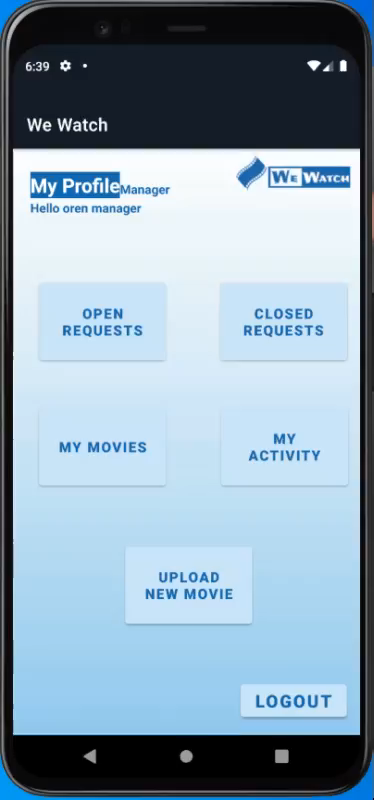 6:39
We Watch
My Profile Manager
WE WATCH
Hello oren manager
OPEN
REQUESTS
CLOSED
REQUESTS
MY MOVIES
MY
ACTIVITY
UPLOAD
NEW MOVIE
LOGOUT